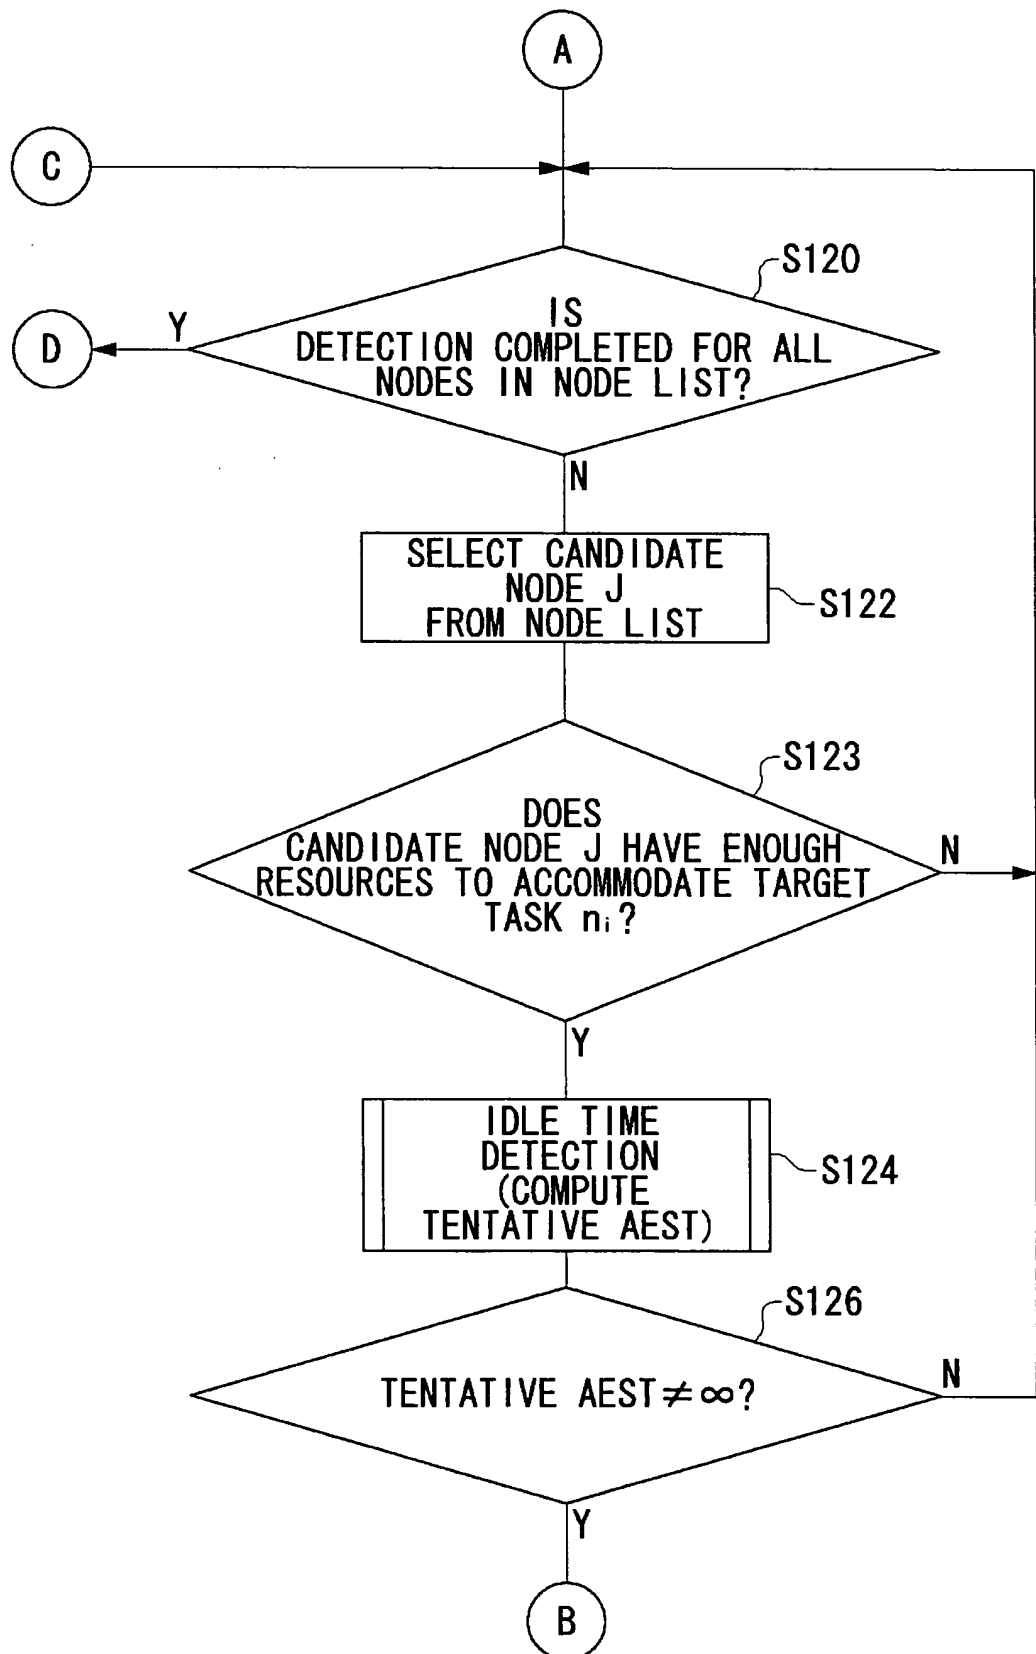 A
C
S120
IS
DETECTION COMPLETED FOR ALL
NODES IN NODE LIST?
Y
D
N
SELECT CANDIDATE
NODE J
FROM NODE LIST
S122
S123
DOES
CANDIDATE NODE J HAVE ENOUGH
RESOURCES TO ACCOMMODATE TARGET
TASK nᵢ?
N
Y
IDLE TIME
DETECTION
(COMPUTE
TENTATIVE AEST)
S124
S126
TENTATIVE AEST≠∞?
N
Y
B